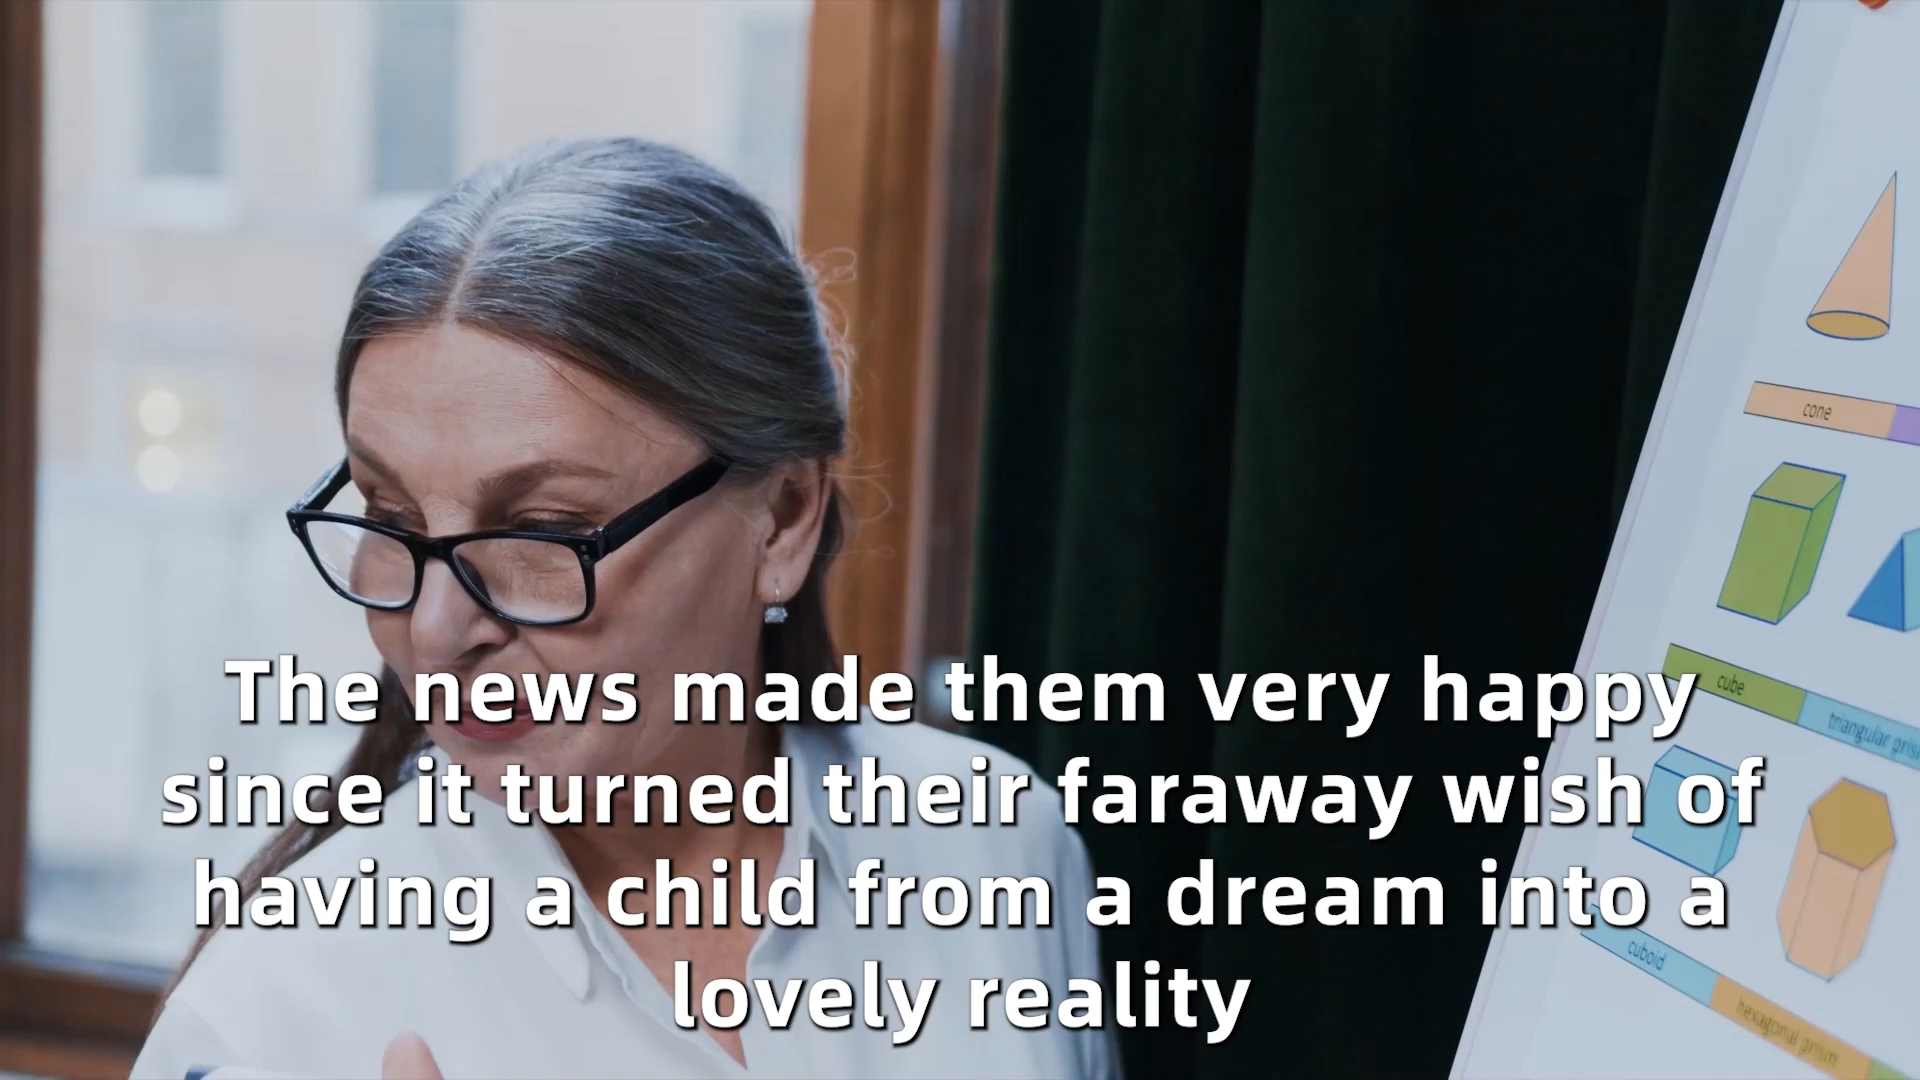 cone
cube
triangular pris
cuboid
hexagonal prism
The news made them very happy
since it turned their faraway wish of
having a child from a dream into a
lovely reality